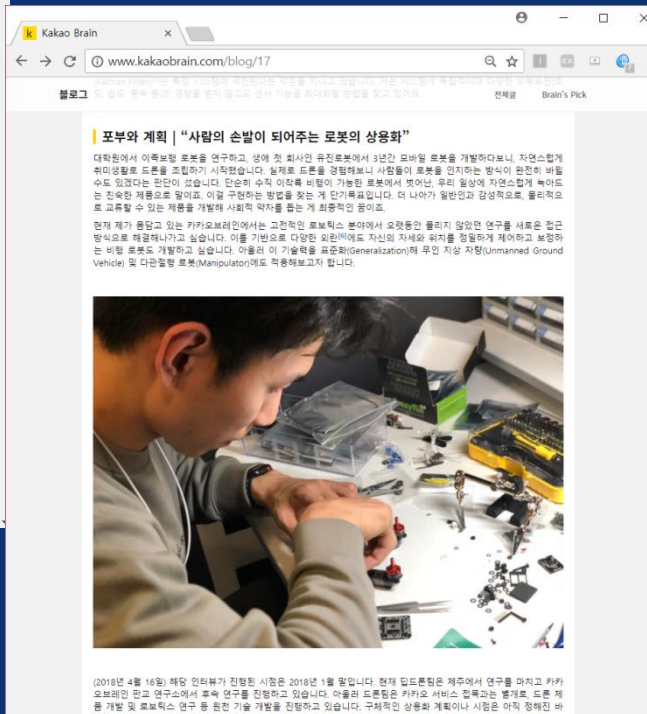 Kakao Brain
www.kakaobrain.com/blog/17
블로그
전체글 Brain's Pick
포부와 계획 | “사람의 손발이 되어주는 로봇의 상용화”
대학원에서 이족보행 로봇을 연구하고, 생애 첫 회사인 유진로봇에서 3년간 모바일 로봇을 개발하다보니, 자연스럽게
취미생활로 드론을 조립하기 시작했습니다. 실제로 드론을 경험해보니 사람들이 로봇을 인지하는 방식이 완전히 바뀔
수도 있겠다는 판단이 섰습니다. 단순히 수직 이착륙 비행이 가능한 로봇에서 벗어난, 우리 일상에 자연스럽게 녹아드
는 친숙한 제품으로 말이죠. 이걸 구현하는 방법을 찾는 게 단기목표입니다. 더 나아가 일반인과 감성적으로, 물리적으
로 교류할 수 있는 제품을 개발해 사회적 약자를 돕는 게 최종적인 꿈이죠.
현재 제가 몸담고 있는 카카오브레인에서는 고전적인 로보틱스 분야에서 오랫동안 풀리지 않았던 연구를 새로운 접근
방식으로 해결해나가고 싶습니다. 이를 기반으로 다양한 외란[6]에도 자신의 자세와 위치를 정밀하게 제어하고 보정하
는 비행 로봇도 개발하고 싶습니다. 아울러 이 기술력을 표준화(Generalization)해 무인 지상 차량(Unmanned Ground
Vehicle) 및 다관절형 로봇(Manipulator)에도 적용해보고자 합니다.
(2018년 4월 16일) 해당 인터뷰가 진행된 시점은 2018년 1월 말입니다. 현재 딥드론팀은 제주에서 연구를 마치고 카카
오브레인 판교 연구소에서 후속 연구를 진행하고 있습니다. 아울러 드론팀은 카카오 서비스 접목과는 별개로, 드론 제
품 개발 및 로보틱스 연구 등 원천 기술 개발을 진행하고 있습니다. 구체적인 상용화 계획이나 시점은 아직 정해진 바